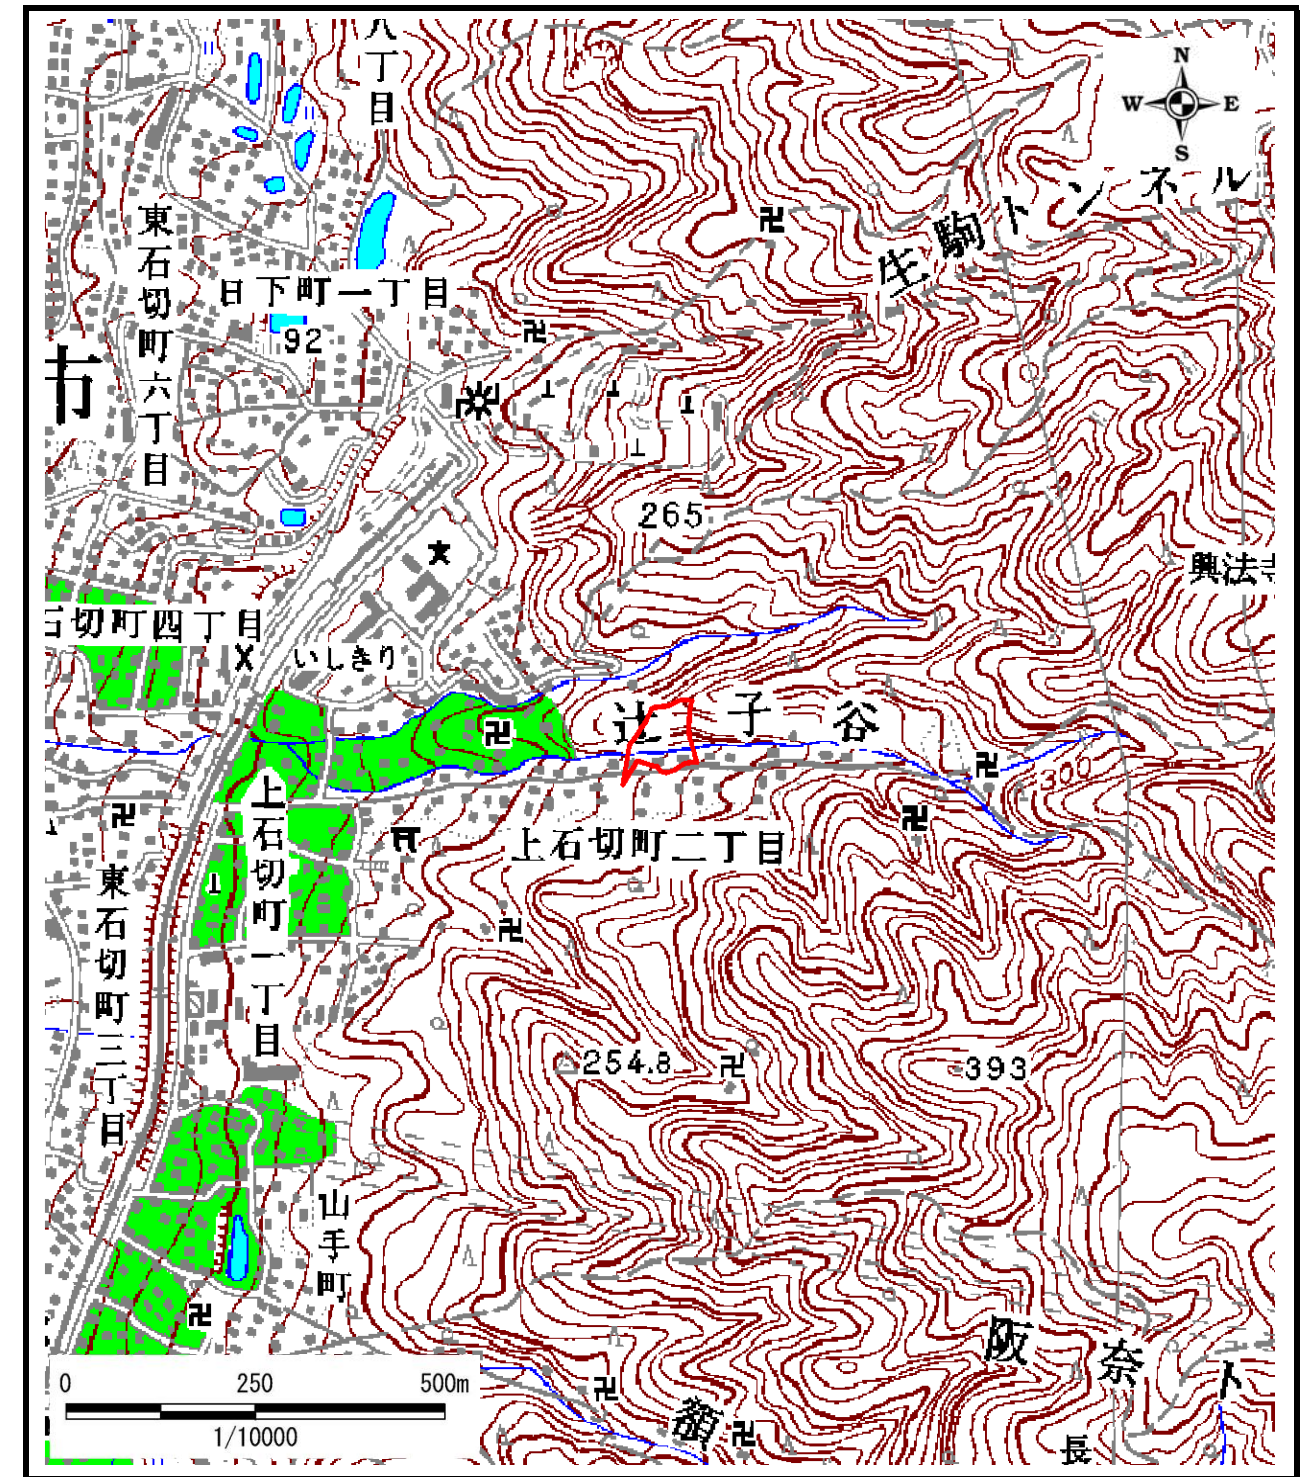 八丁目
N
W E
S
生駒トンネル
東石切町六丁目
日下町一丁目
92
市
265
興法寺
石切町四丁目
いしきり
辻子谷
300
上石切町一丁目
上石切町二丁目
東石切町三丁目
254.8
393
山手町
阪奈ト
額
長
0 250 500m
1/10000